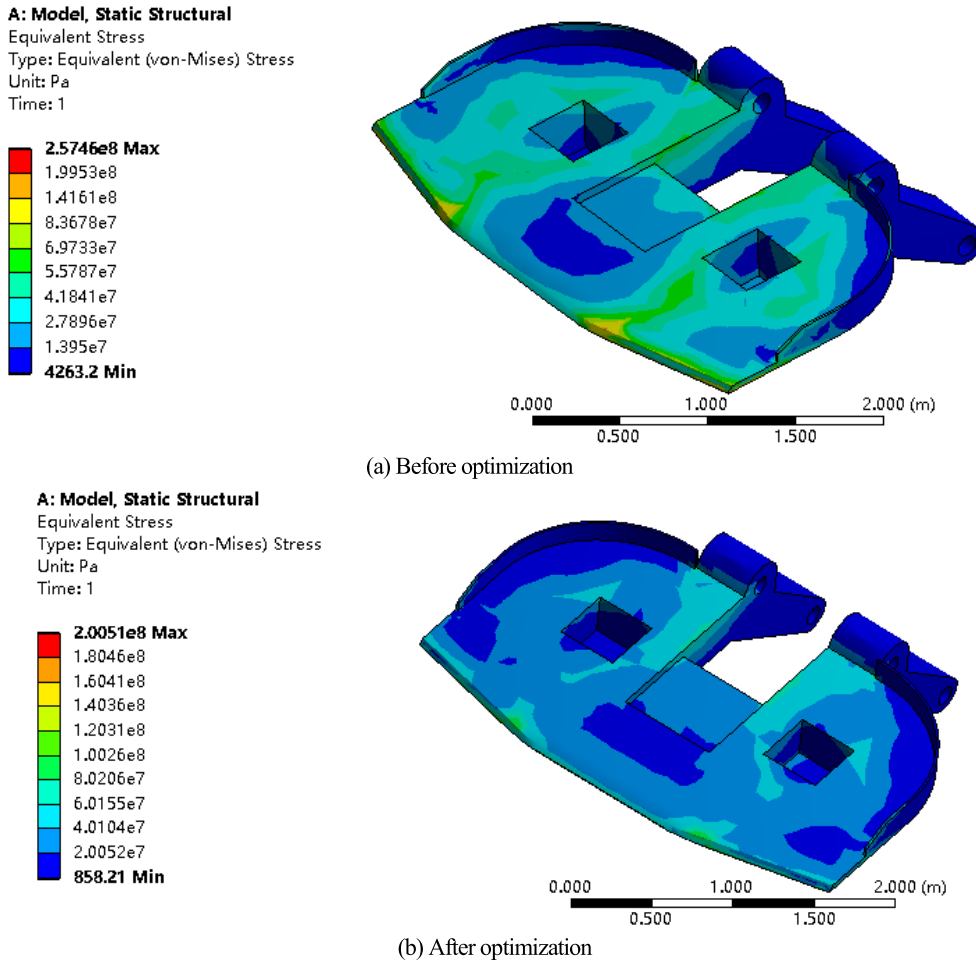 A: Model, Static Structural
Equivalent Stress
Type: Equivalent (von-Mises) Stress
Unit: Pa
Time: 1
2.5746e8 Max
1.9953e8
1.4161e8
8.3678e7
6.9733e7
5.5787e7
4.1841e7
2.7896e7
1.395e7
4263.2 Min
0.000 1.000 2.000 (m)
0.500 1.500
(a) Before optimization
A: Model, Static Structural
Equivalent Stress
Type: Equivalent (von-Mises) Stress
Unit: Pa
Time: 1
2.0051e8 Max
1.8046e8
1.6041e8
1.4036e8
1.2031e8
1.0026e8
8.0206e7
6.0155e7
4.0104e7
2.0052e7
858.21 Min
0.000 1.000 2.000 (m)
0.500 1.500
(b) After optimization